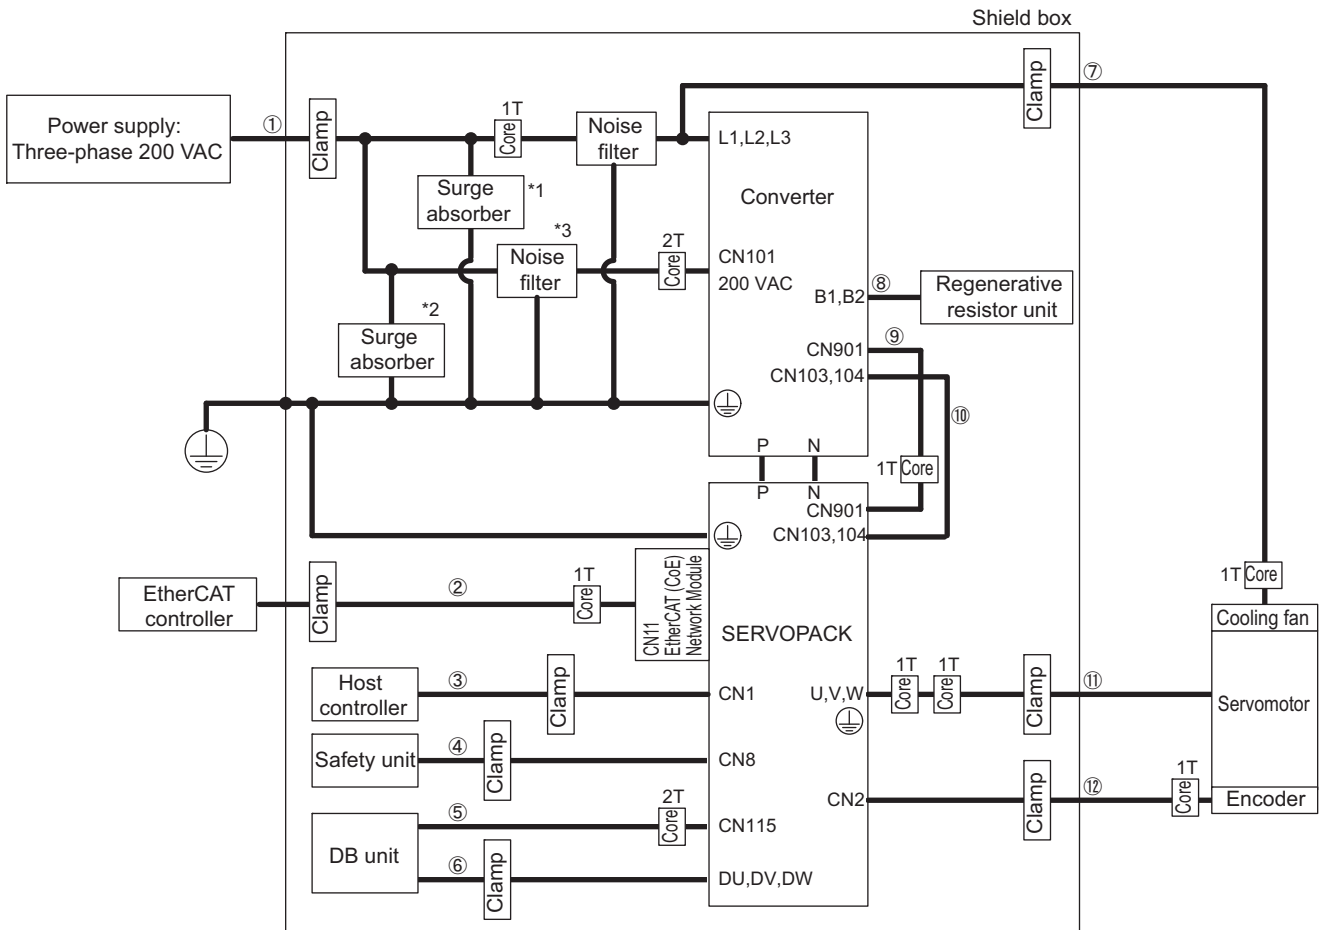 Shield box
Power supply:
Three-phase 200 VAC
①
Clamp
1T
Core
Noise
filter
L1,L2,L3
Clamp
⑦
Surge
absorber
*1
Converter
*3
Noise
filter
2T
Core
CN101
200 VAC
B1,B2
⑧
Regenerative
resistor unit
*2
Surge
absorber
CN901
⑨
CN103,104
⑩
P
N
1T
Core
P
N
CN901
CN103,104
EtherCAT
controller
Clamp
②
1T
Core
CN11
EtherCAT (CoE)
Network Module
SERVOPACK
1T
Core
Cooling fan
Host
controller
③
Clamp
CN1
U,V,W
1T
Core
1T
Core
Clamp
⑪
Servomotor
Safety unit
④
Clamp
CN8
CN2
Clamp
⑫
1T
Core
Encoder
DB unit
⑤
2T
Core
CN115
⑥
Clamp
DU,DV,DW